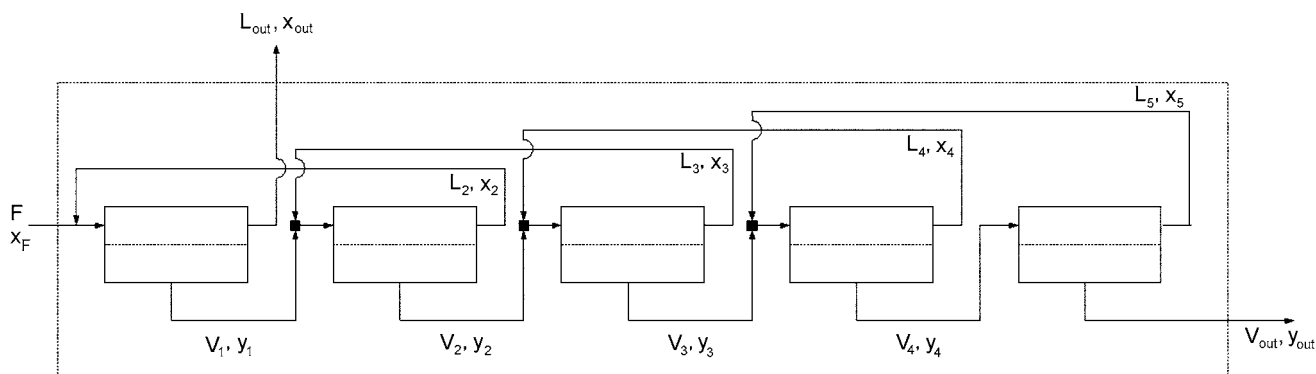 L_out, x_out
L_5, x_5
L_4, x_4
L_3, x_3
L_2, x_2
F
x_F
V_1, y_1
V_2, y_2
V_3, y_3
V_4, y_4
V_out, y_out